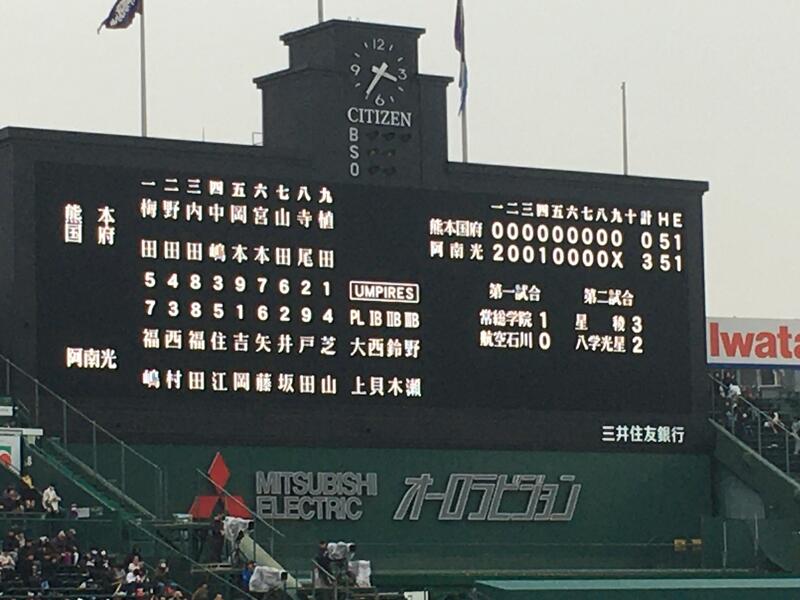 12
3
6
9
CITIZEN
B
S
O
一二三四五六七八九
熊本国府
梅野内中岡宮山寺植
田田田嶋本本田尾田
5 4 8 3 9 7 6 2 1
7 3 8 5 1 6 2 9 4
阿南光
福西福住吉矢井戸芝
嶋村田江岡藤坂田山
UMPIRES
PL IB IIB IIIB
大西鈴野
上貝木瀬
一二三四五六七八九十計HE
熊本国府 000000000 0 5 1
阿南光 20010000X 3 5 1
第一試合 第二試合
常総学院 1 星稜 3
航空石川 0 八学光星 2
三井住友銀行
Iwata
MITSUBISHI
ELECTRIC
オーロラビジョン